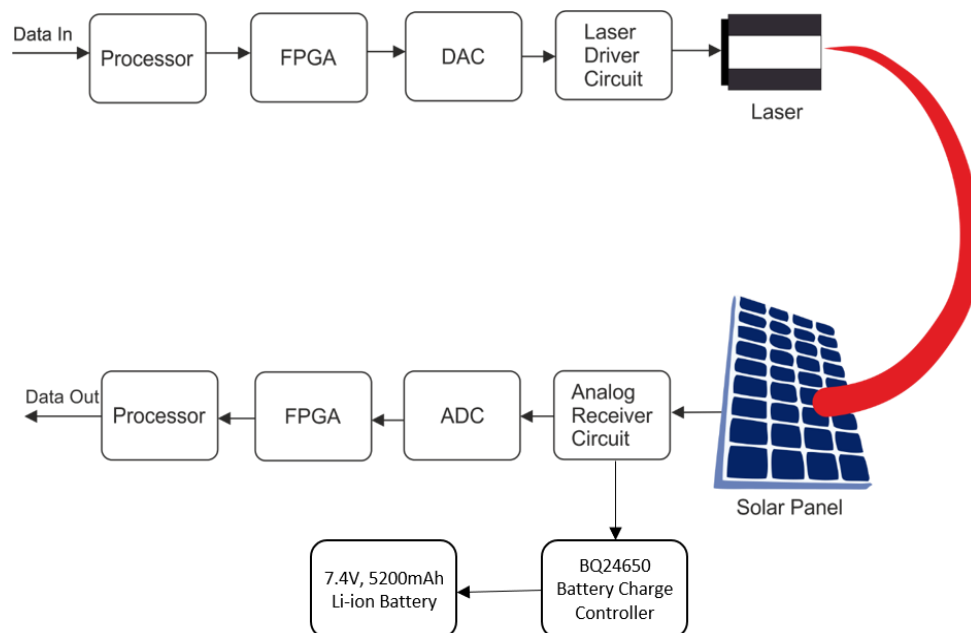 Data In
Processor
FPGA
DAC
Laser
Driver
Circuit
Laser
Data Out
Processor
FPGA
ADC
Analog
Receiver
Circuit
Solar Panel
7.4V, 5200mAh
Li-ion Battery
BQ24650
Battery Charge
Controller